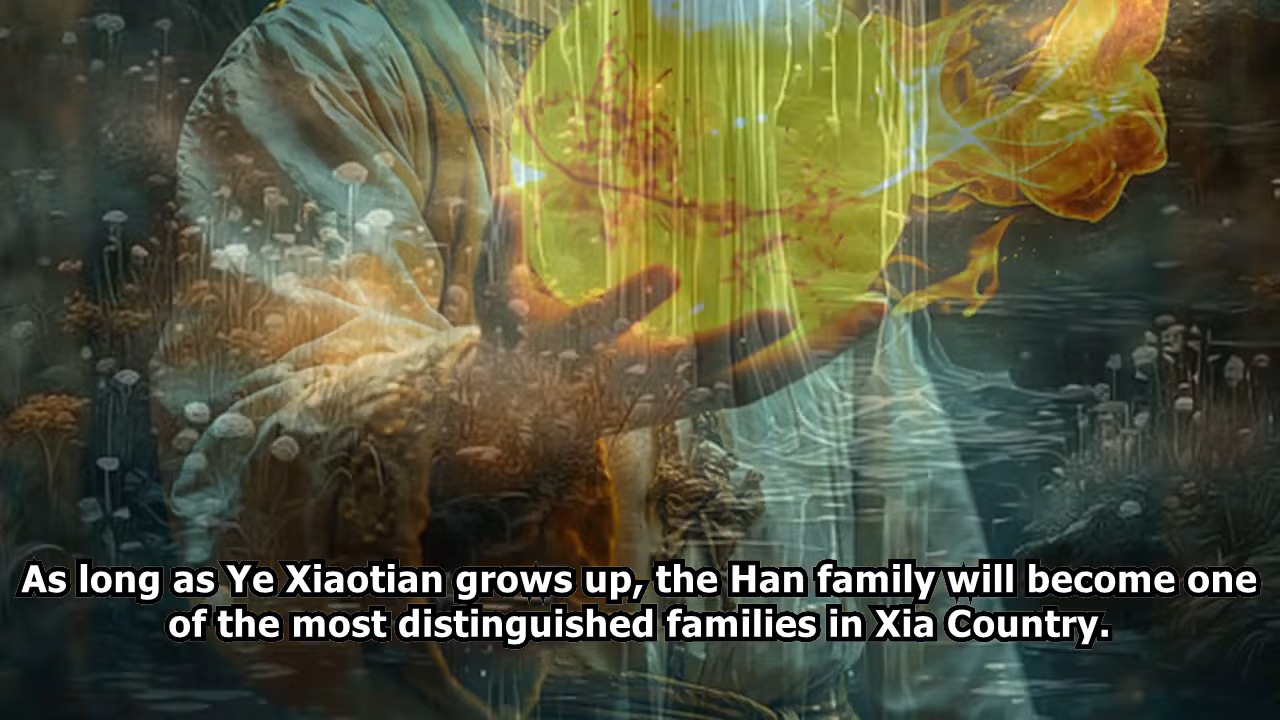 As long as Ye Xiaotian grows up, the Han family will become one
of the most distinguished families in Xia Country.